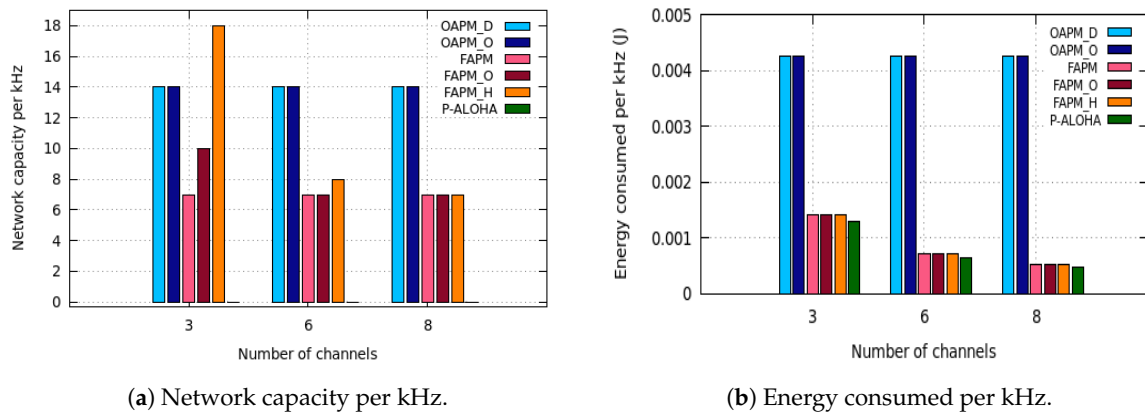 Network capacity per kHz
18
16
14
12
10
8
6
4
2
0
OAPM_D
OAPM_O
FAPM
FAPM_O
FAPM_H
P-ALOHA
3
6
8
Number of channels
(a) Network capacity per kHz.
Energy consumed per kHz (J)
0.005
0.004
0.003
0.002
0.001
0
OAPM_D
OAPM_O
FAPM
FAPM_O
FAPM_H
P-ALOHA
3
6
8
Number of channels
(b) Energy consumed per kHz.